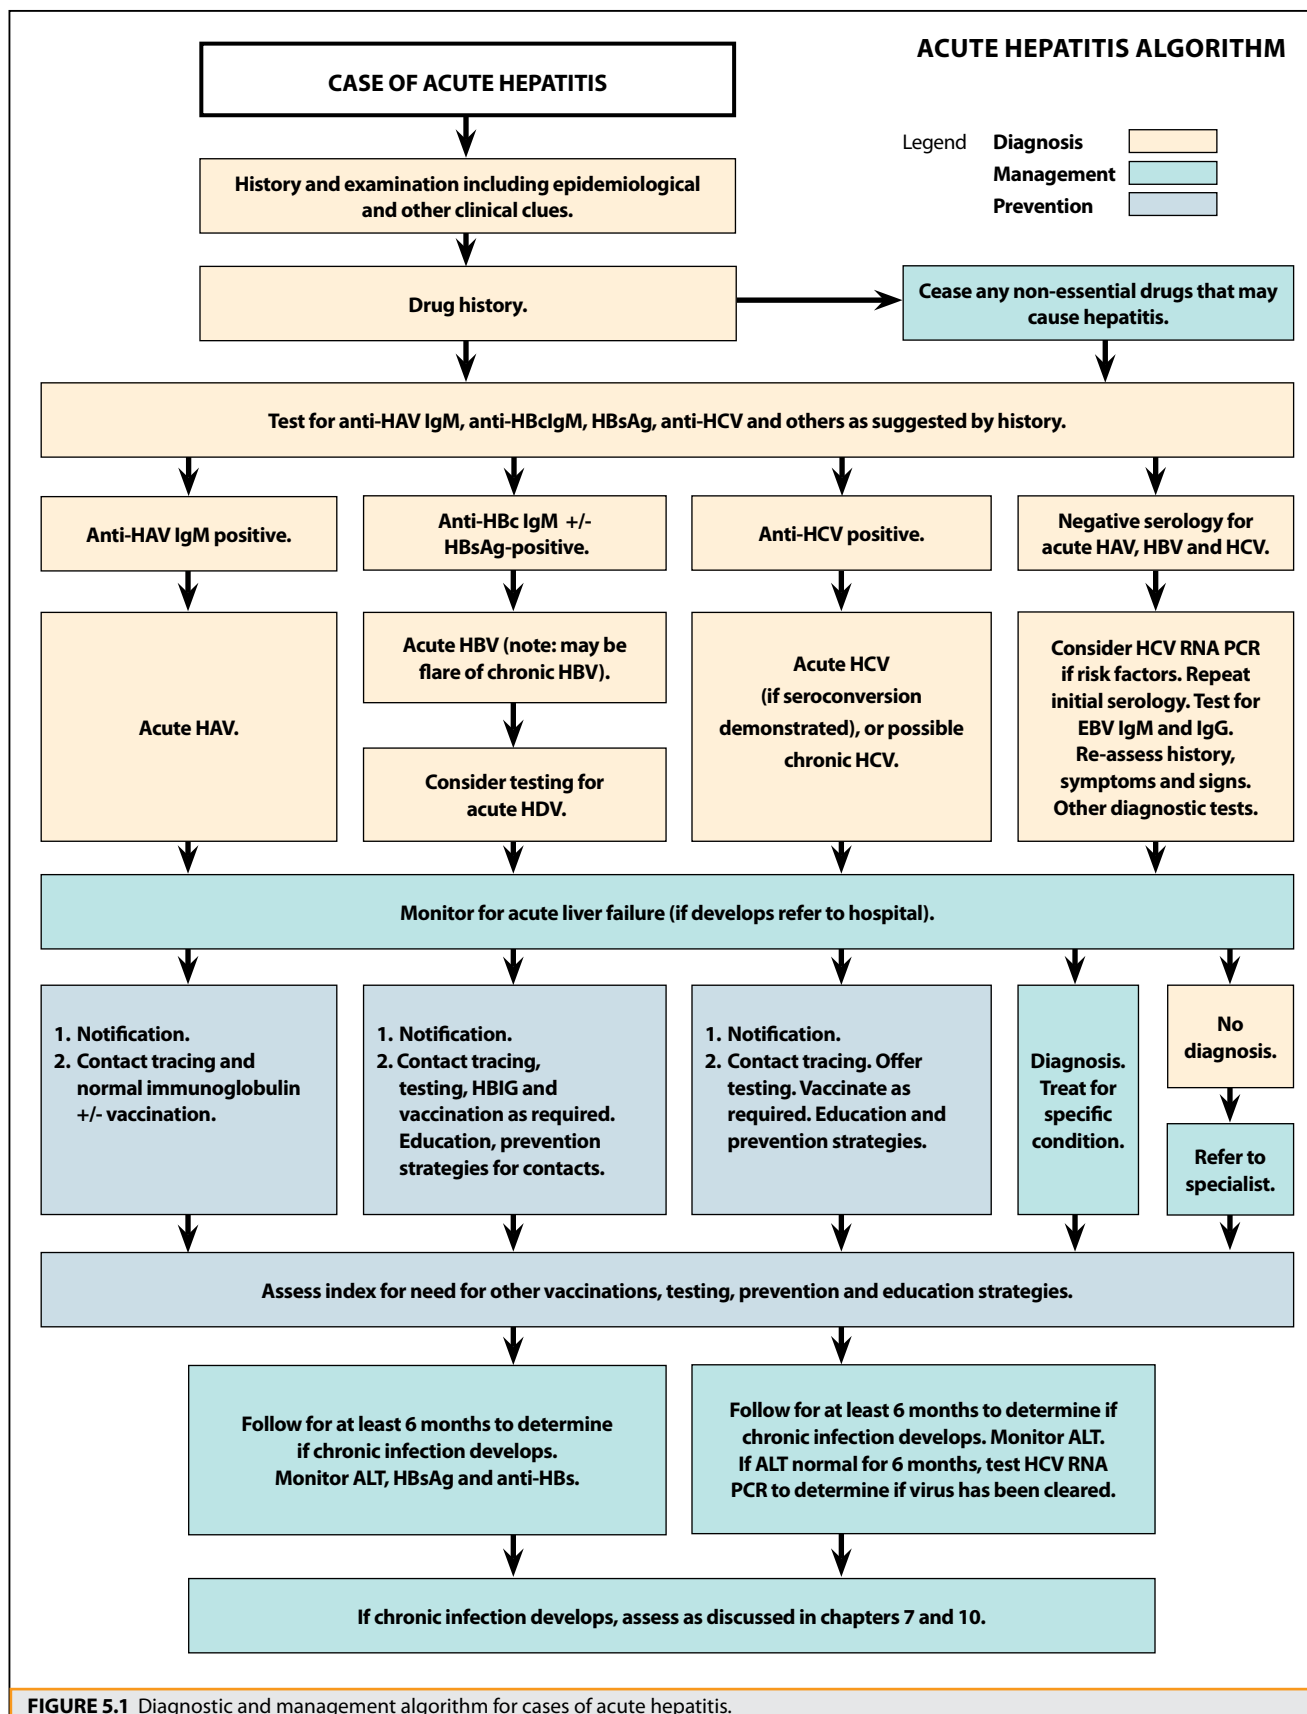 ACUTE HEPATITIS ALGORITHM
CASE OF ACUTE HEPATITIS
Legend
Diagnosis
Management
Prevention
History and examination including epidemiological
and other clinical clues.
Drug history.
Cease any non-essential drugs that may
cause hepatitis.
Test for anti-HAV IgM, anti-HBcIgM, HBsAg, anti-HCV and others as suggested by history.
Anti-HAV IgM positive.
Anti-HBc IgM +/-
HBsAg-positive.
Anti-HCV positive.
Negative serology for
acute HAV, HBV and HCV.
Acute HAV.
Acute HBV (note: may be
flare of chronic HBV).
Consider testing for
acute HDV.
Acute HCV
(if seroconversion
demonstrated), or possible
chronic HCV.
Consider HCV RNA PCR
if risk factors. Repeat
initial serology. Test for
EBV IgM and IgG.
Re-assess history,
symptoms and signs.
Other diagnostic tests.
Monitor for acute liver failure (if develops refer to hospital).
1. Notification.
2. Contact tracing and
normal immunoglobulin
+/- vaccination.
1. Notification.
2. Contact tracing,
testing, HBIG and
vaccination as required.
Education, prevention
strategies for contacts.
1. Notification.
2. Contact tracing. Offer
testing. Vaccinate as
required. Education and
prevention strategies.
Diagnosis.
Treat for
specific
condition.
No
diagnosis.
Refer to
specialist.
Assess index for need for other vaccinations, testing, prevention and education strategies.
Follow for at least 6 months to determine
if chronic infection develops.
Monitor ALT, HBsAg and anti-HBs.
Follow for at least 6 months to determine if
chronic infection develops. Monitor ALT.
If ALT normal for 6 months, test HCV RNA
PCR to determine if virus has been cleared.
If chronic infection develops, assess as discussed in chapters 7 and 10.
FIGURE 5.1 Diagnostic and management algorithm for cases of acute hepatitis.